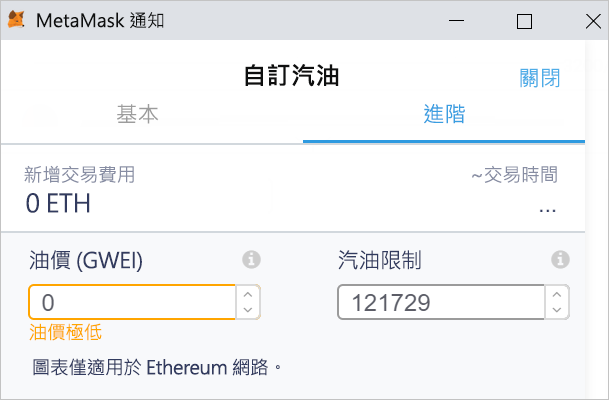 MetaMask 通知
自訂汽油
關閉
基本
進階
新增交易費用
~交易時間
0 ETH
...
油價 (GWEI)
汽油限制
0
121729
油價極低
圖表僅適用於 Ethereum 網路。